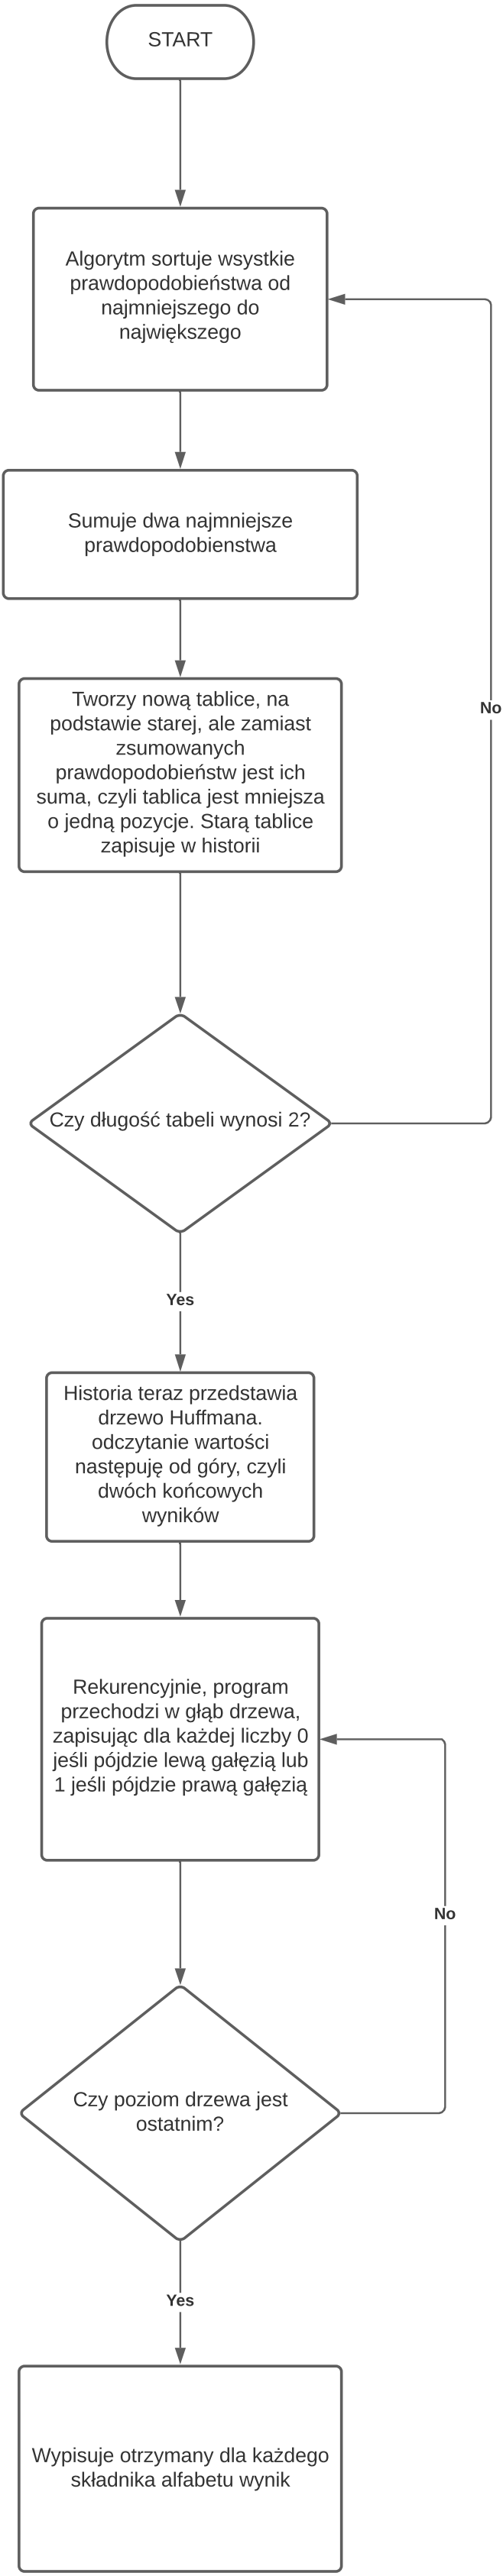 START
Algorytm sortuje wsystkie
prawdopodobieństwa od
najmniejszego do
największego
Sumuje dwa najmniejsze
prawdopodobienstwa
Tworzy nową tablice, na
podstawie starej, ale zamiast
zsumowanych
prawdopodobieństw jest ich
suma, czyli tablica jest mniejsza
o jedną pozycje. Starą tablice
zapisuje w historii
No
Czy długość tabeli wynosi 2?
Yes
Historia teraz przedstawia
drzewo Huffmana.
odczytanie wartości
następuję od góry, czyli
dwóch końcowych
wyników
Rekurencyjnie, program
przechodzi w głąb drzewa,
zapisując dla każdej liczby 0
jeśli pójdzie lewą gałęzią lub
1 jeśli pójdzie prawą gałęzią
No
Czy poziom drzewa jest
ostatnim?
Yes
Wypisuje otrzymany dla każdego
składnika alfabetu wynik